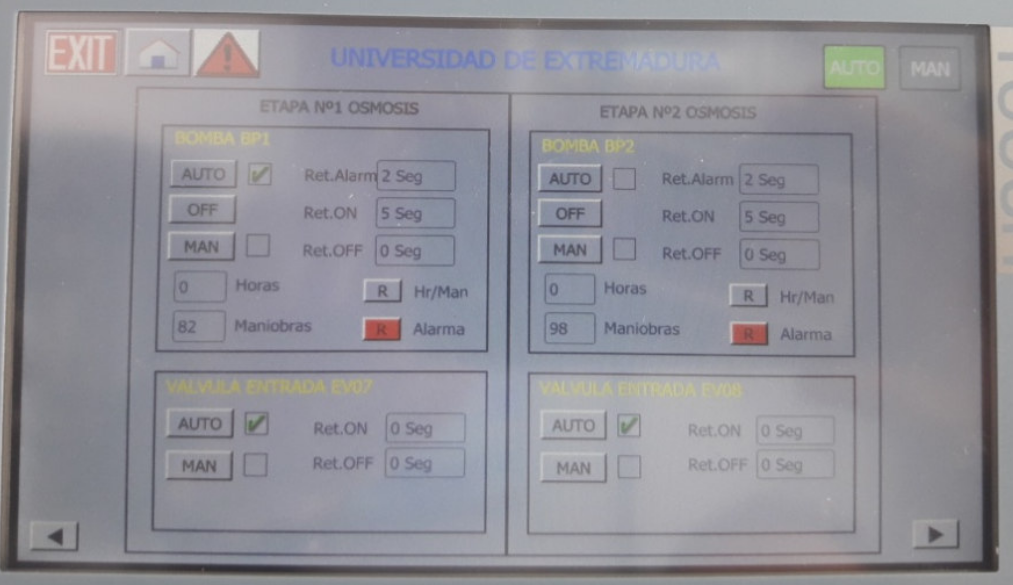 EXIT
UNIVERSIDAD DE EXTREMADURA
AUTO MAN
ETAPA Nº1 OSMOSIS
BOMBA BP1
AUTO Ret.Alarm 2 Seg
OFF Ret.ON 5 Seg
MAN Ret.OFF 0 Seg
0 Horas R Hr/Man
82 Maniobras R Alarma
VALVULA ENTRADA EV07
AUTO Ret.ON 0 Seg
MAN Ret.OFF 0 Seg
ETAPA Nº2 OSMOSIS
BOMBA BP2
AUTO Ret.Alarm 2 Seg
OFF Ret.ON 5 Seg
MAN Ret.OFF 0 Seg
0 Horas R Hr/Man
98 Maniobras R Alarma
VALVULA ENTRADA EV08
AUTO Ret.ON 0 Seg
MAN Ret.OFF 0 Seg